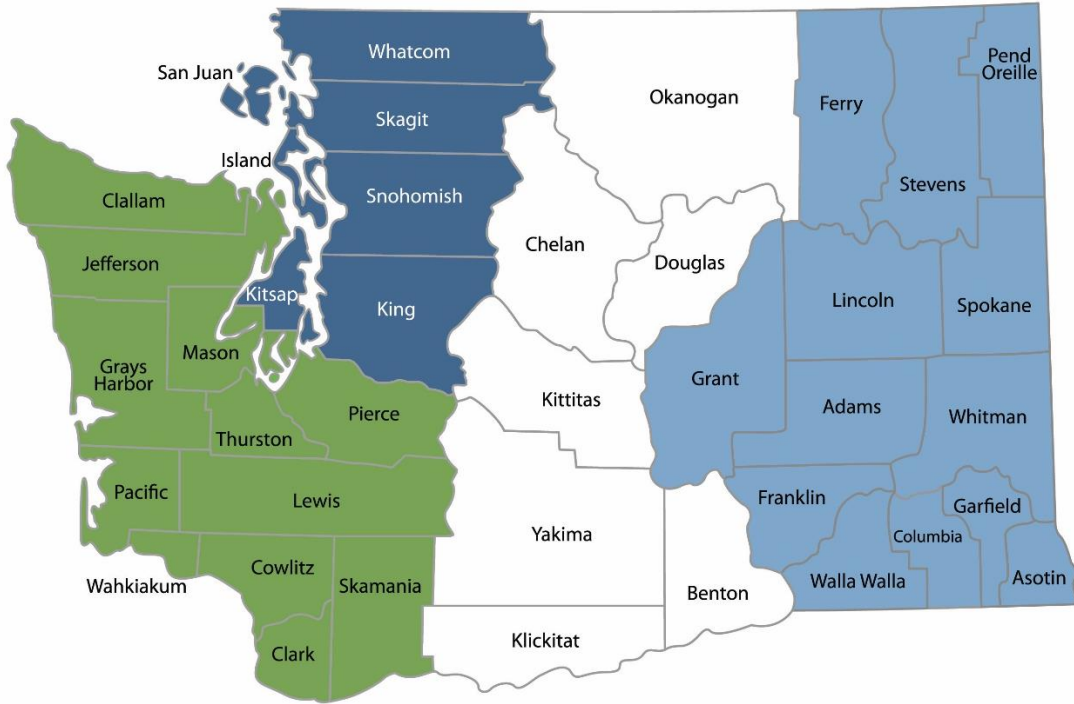 Whatcom
San Juan
Pend
Oreille
Okanogan
Ferry
Skagit
Island
Stevens
Clallam
Snohomish
Chelan
Douglas
Jefferson
Kitsap
King
Lincoln
Spokane
Mason
Grays
Harbor
Grant
Kittitas
Adams
Whitman
Pierce
Thurston
Pacific
Lewis
Franklin
Garfield
Yakima
Columbia
Cowlitz
Wahkiakum
Skamania
Walla Walla
Asotin
Benton
Klickitat
Clark